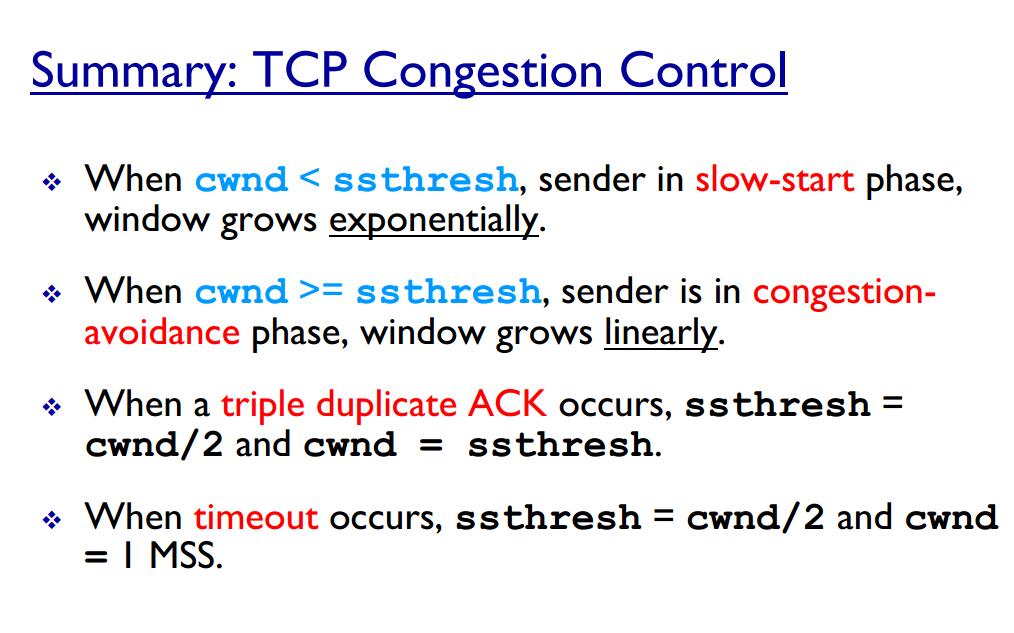 Summary: TCP Congestion Control
❖ When cwnd < ssthresh, sender in slow-start phase,
window grows exponentially.
❖ When cwnd >= ssthresh, sender is in congestion-
avoidance phase, window grows linearly.
❖ When a triple duplicate ACK occurs, ssthresh =
cwnd/2 and cwnd = ssthresh.
❖ When timeout occurs, ssthresh = cwnd/2 and cwnd
= 1 MSS.